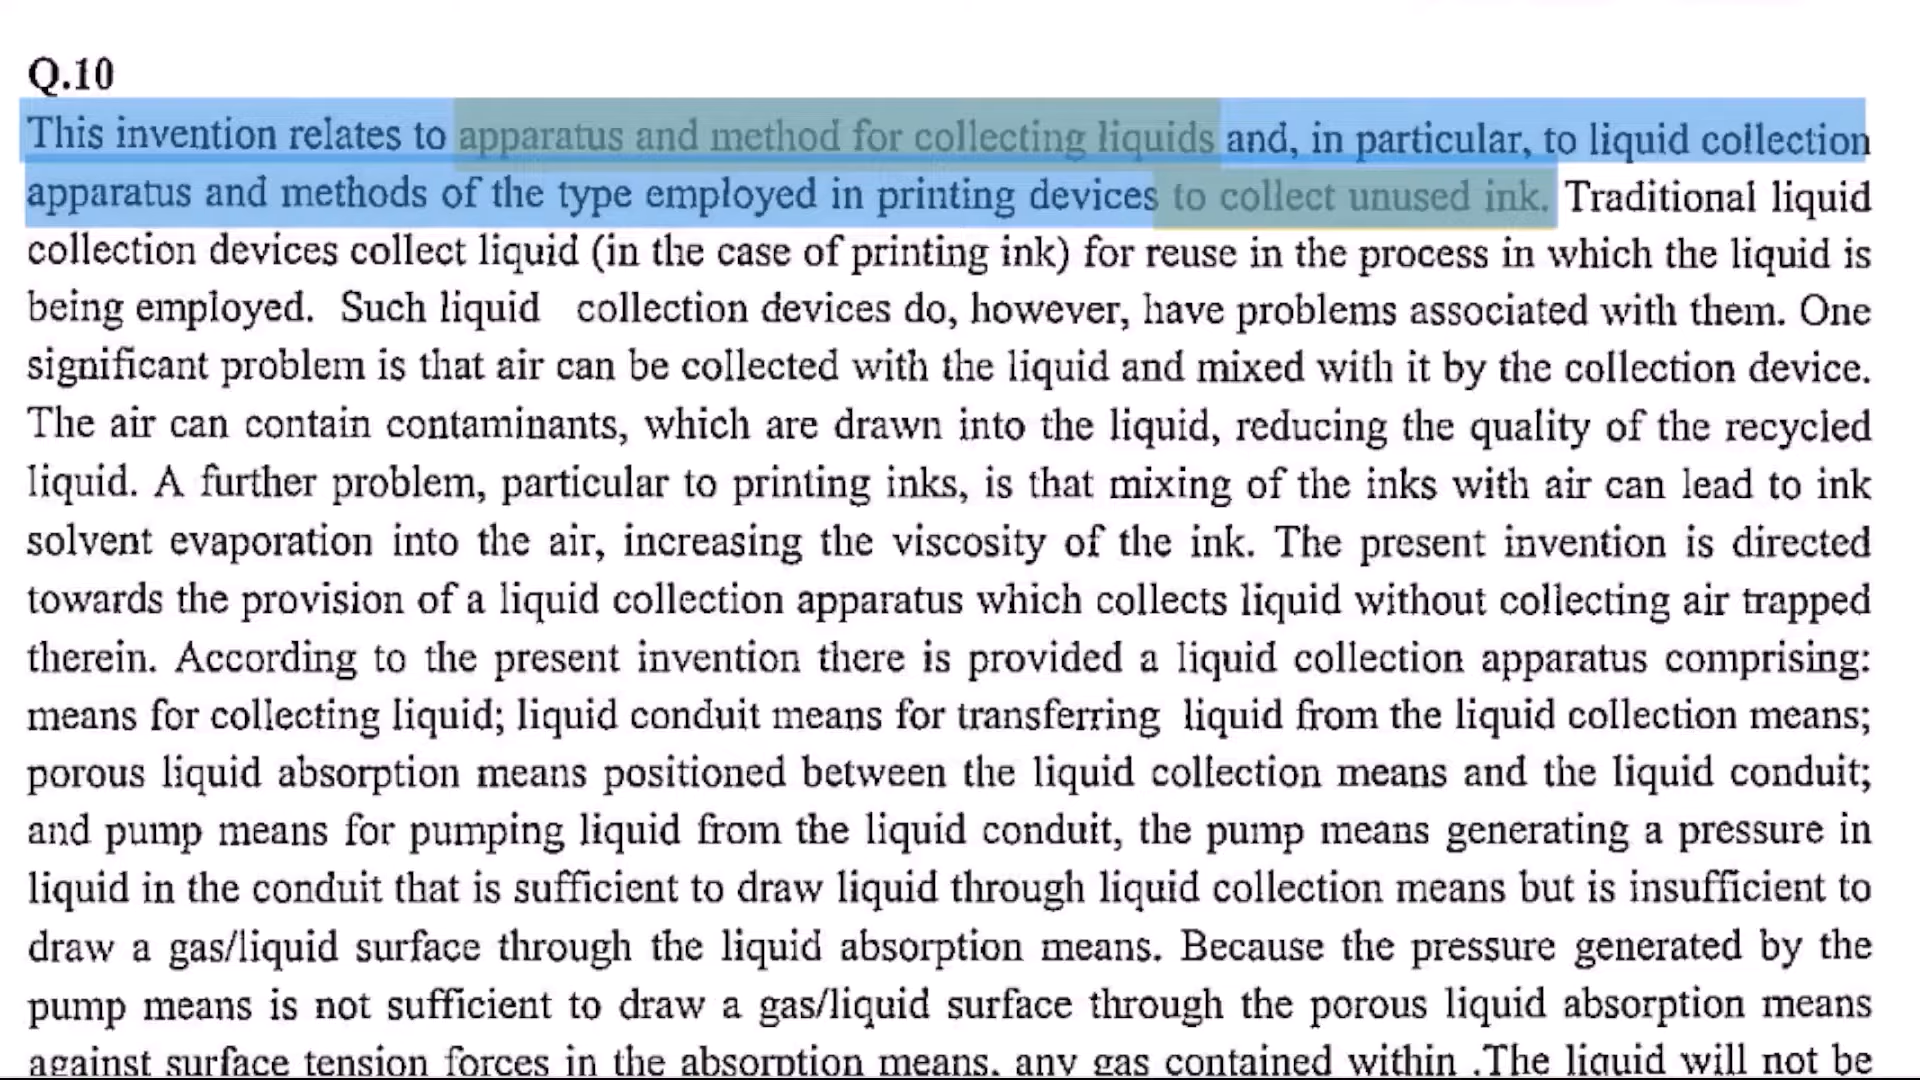 Q.10
This invention relates to apparatus and method for collecting liquids and, in particular, to liquid collection
apparatus and methods of the type employed in printing devices to collect unused ink. Traditional liquid
collection devices collect liquid (in the case of printing ink) for reuse in the process in which the liquid is
being employed. Such liquid collection devices do, however, have problems associated with them. One
significant problem is that air can be collected with the liquid and mixed with it by the collection device.
The air can contain contaminants, which are drawn into the liquid, reducing the quality of the recycled
liquid. A further problem, particular to printing inks, is that mixing of the inks with air can lead to ink
solvent evaporation into the air, increasing the viscosity of the ink. The present invention is directed
towards the provision of a liquid collection apparatus which collects liquid without collecting air trapped
therein. According to the present invention there is provided a liquid collection apparatus comprising:
means for collecting liquid; liquid conduit means for transferring liquid from the liquid collection means;
porous liquid absorption means positioned between the liquid collection means and the liquid conduit;
and pump means for pumping liquid from the liquid conduit, the pump means generating a pressure in
liquid in the conduit that is sufficient to draw liquid through liquid collection means but is insufficient to
draw a gas/liquid surface through the liquid absorption means. Because the pressure generated by the
pump means is not sufficient to draw a gas/liquid surface through the porous liquid absorption means
against surface tension forces in the absorption means, any gas contained within .The liquid will not be